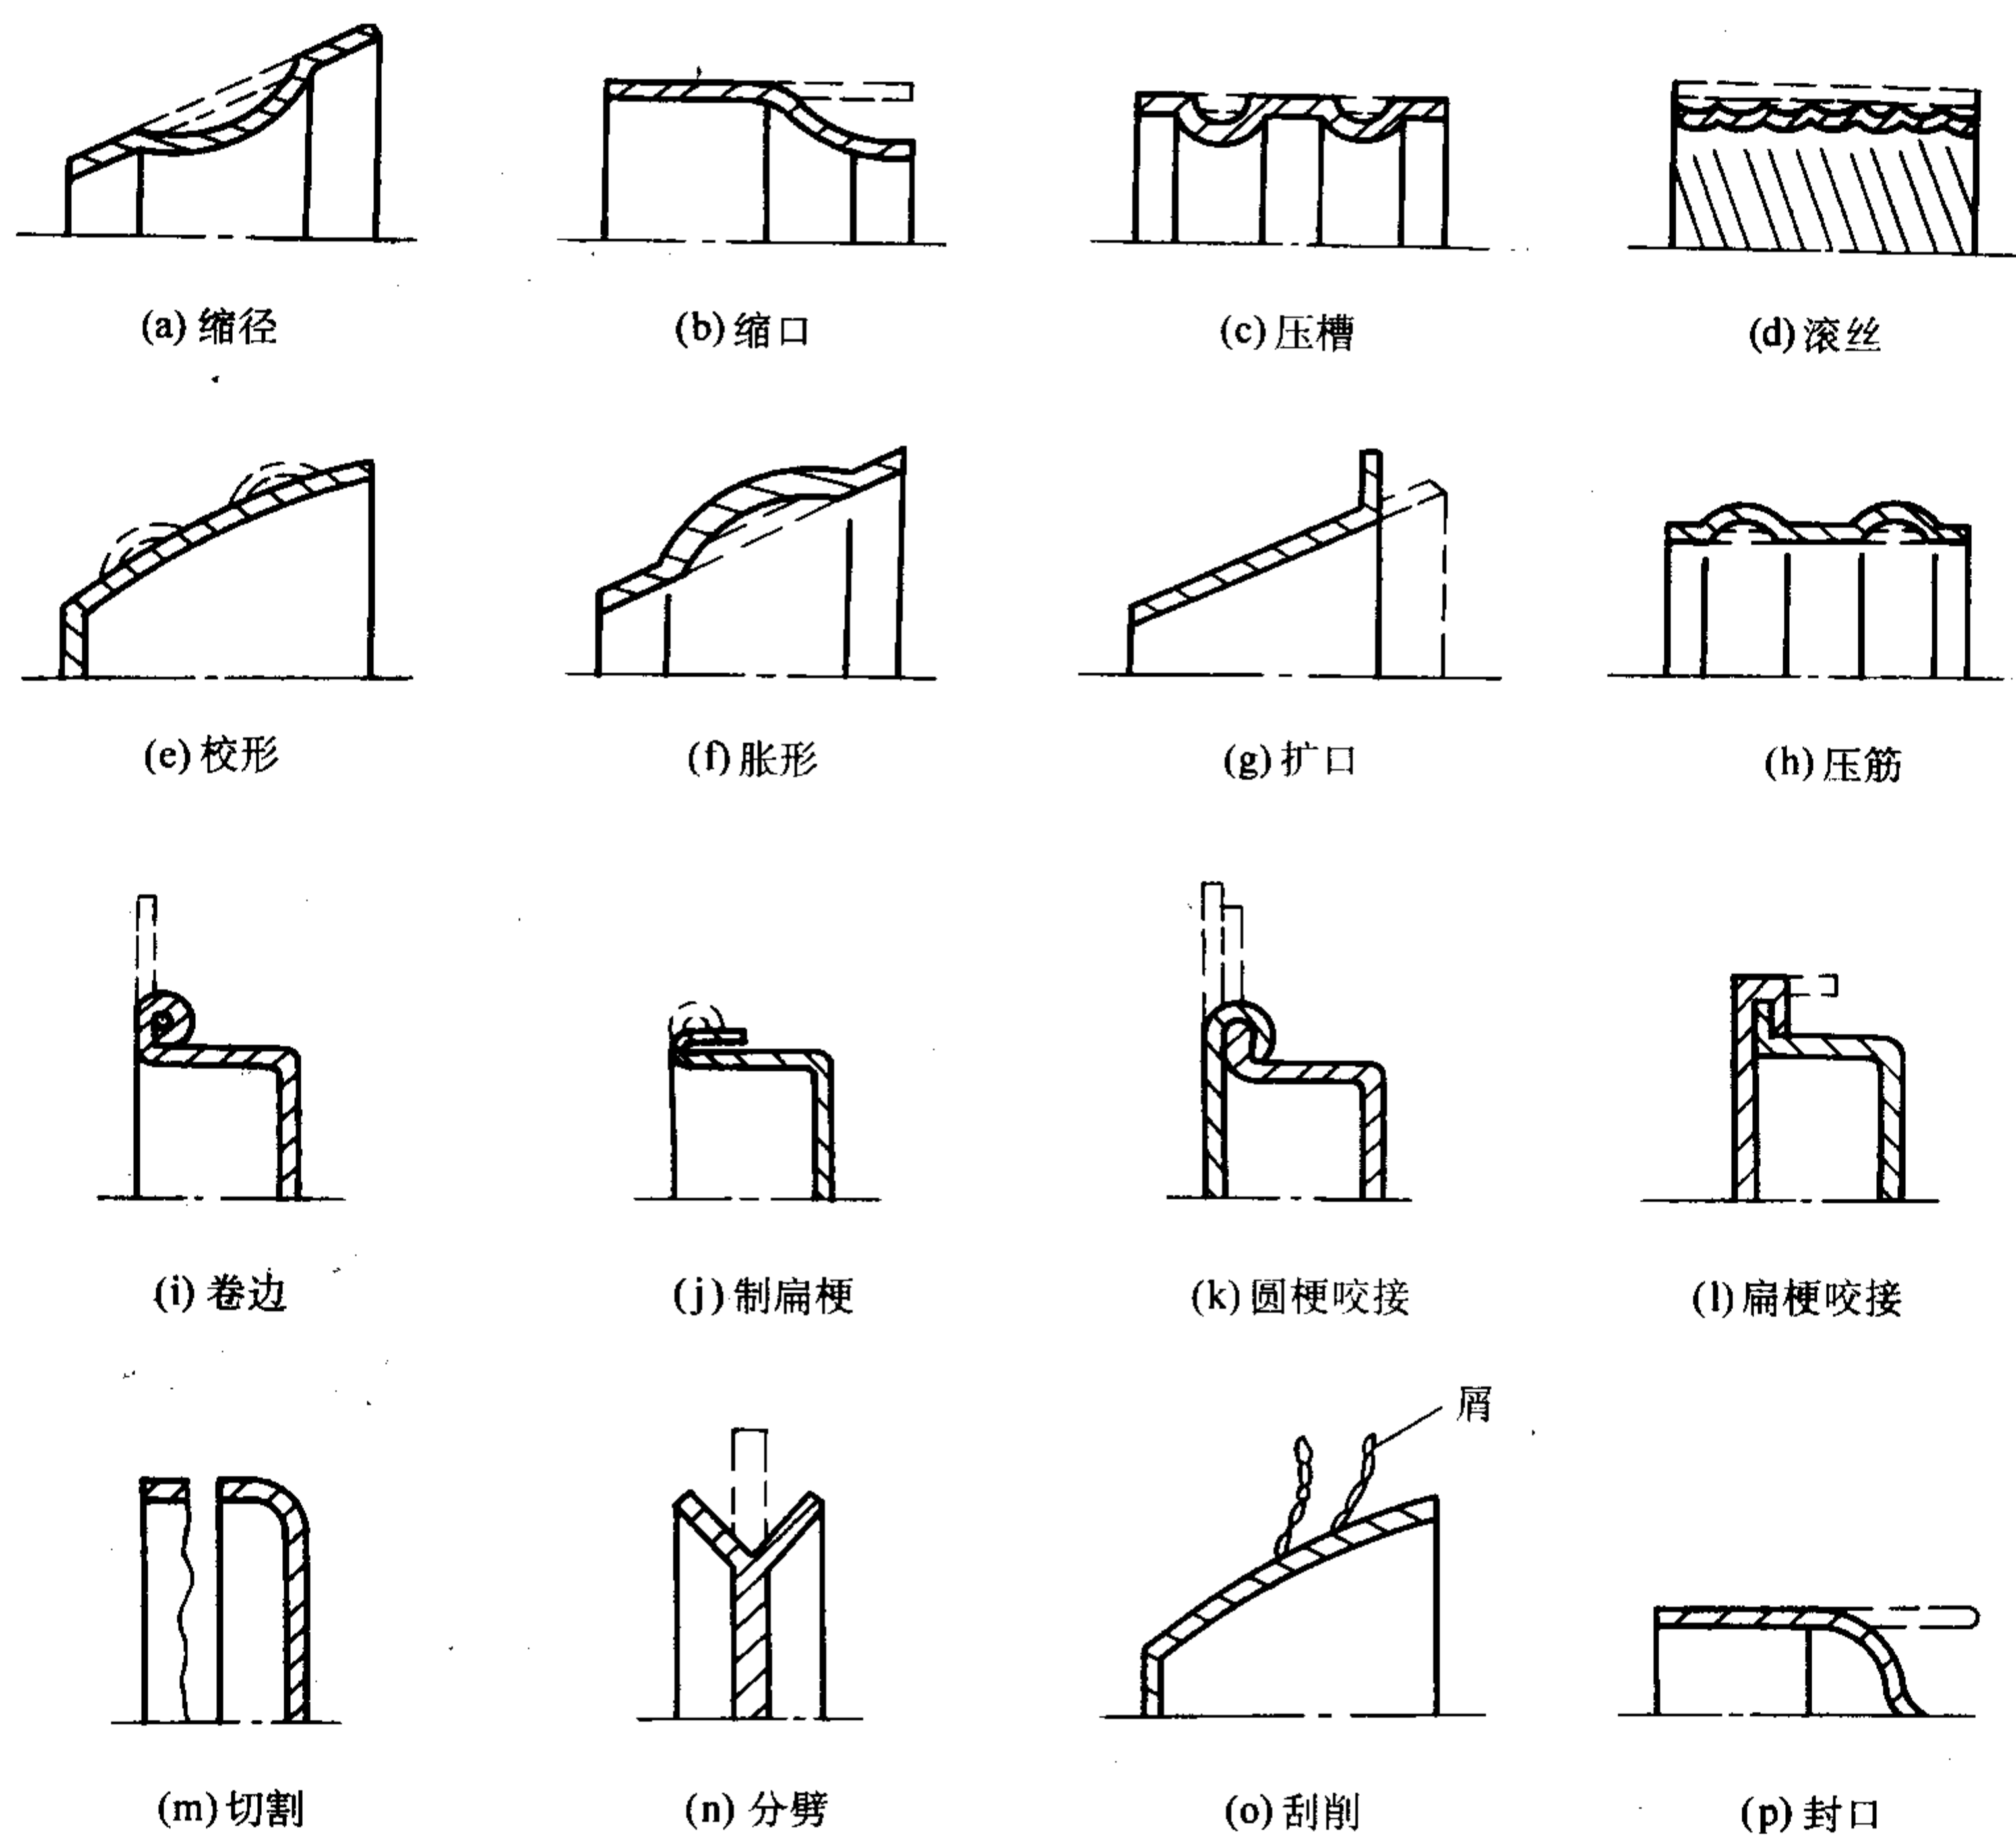 (a) 缩径 (b) 缩口 (c) 压槽 (d) 滚丝
(e) 校形 (f) 胀形 (g) 扩口 (h) 压筋
(i) 卷边 (j) 制扁梗 (k) 圆梗咬接 (l) 扁梗咬接
屑
(m) 切割 (n) 分劈 (o) 刮削 (p) 封口